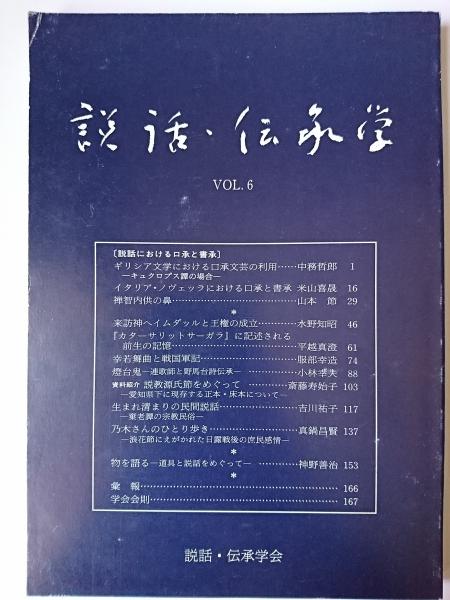 説話・伝承学
VOL. 6
〔説話における口承と書承〕
ギリシア文学における口承文芸の利用……中務哲郎 1
―キュクロプス譚の場合―
イタリア・ノヴェッラにおける口承と書承 米山喜晟 16
禅智内供の鼻……………………山本 節 29
*
来訪神ヘイムダッルと王権の成立…………水野知昭 46
『カターサリットサーガラ』に記述される
前生の記憶……………………平越真澄 61
幸若舞曲と戦国軍記……………………服部幸造 74
燈台鬼―連歌師と野馬台詩伝承―…………小林幸夫 88
資料紹介 説教源氏節をめぐって…………斎藤寿始子 103
―愛知県下に現存する正本・床本について―
生まれ清まりの民間説話……………………吉川祐子 117
―棄老譚の宗教民俗―
乃木さんのひとり歩き……………………真鍋昌賢 137
―浪花節にえがかれた日露戦後の庶民感情―
*
物を語る―道具と説話をめぐって―…………神野善治 153
*
彙 報……………………166
学会会則……………………167
説話・伝承学会